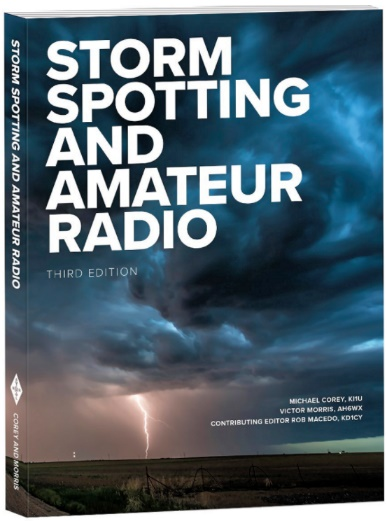 STORM
SPOTTING
AND
AMATEUR
RADIO
THIRD EDITION
MICHAEL COREY, KI1U
VICTOR MORRIS, AH6WX
CONTRIBUTING EDITOR ROB MACEDO, KD1CY
STORM SPOTTING AND AMATEUR RADIO
COREY AND MORRIS